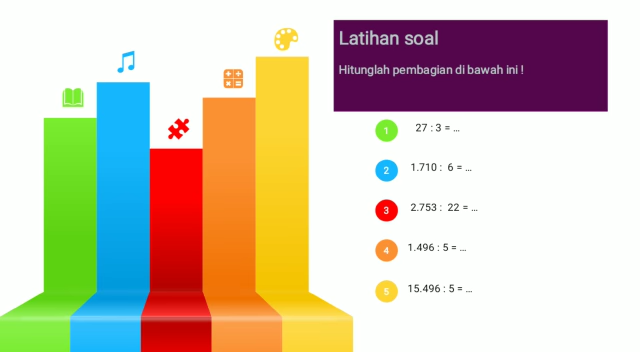 Latihan soal
Hitunglah pembagian di bawah ini !
1 27 : 3 = ...
2 1.710 : 6 = ...
3 2.753 : 22 = ...
4 1.496 : 5 = ...
5 15.496 : 5 = ...